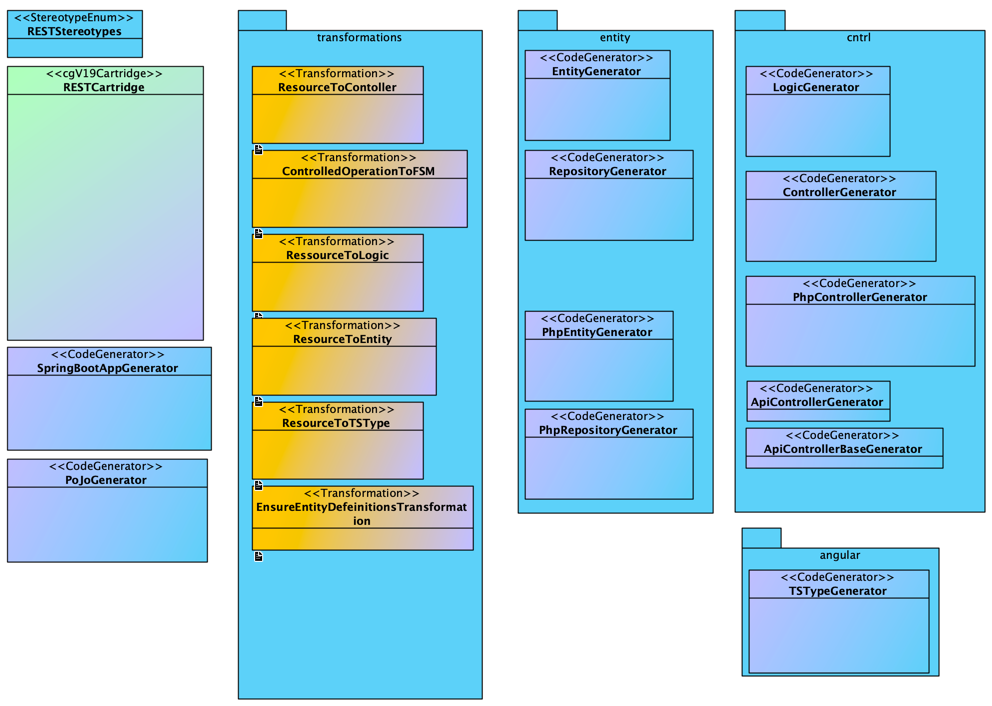 <<StereotypeEnum>>
RESTStereotypes
<<cgV19Cartridge>>
RESTCartridge
<<CodeGenerator>>
SpringBootAppGenerator
<<CodeGenerator>>
PoJoGenerator
transformations
<<Transformation>>
ResourceToContoller
<<Transformation>>
ControlledOperationToFSM
<<Transformation>>
RessourceToLogic
<<Transformation>>
ResourceToEntity
<<Transformation>>
ResourceToTSType
<<Transformation>>
EnsureEntityDefeinitionsTransformat
ion
entity
<<CodeGenerator>>
EntityGenerator
<<CodeGenerator>>
RepositoryGenerator
<<CodeGenerator>>
PhpEntityGenerator
<<CodeGenerator>>
PhpRepositoryGenerator
cntrl
<<CodeGenerator>>
LogicGenerator
<<CodeGenerator>>
ControllerGenerator
<<CodeGenerator>>
PhpControllerGenerator
<<CodeGenerator>>
ApiControllerGenerator
<<CodeGenerator>>
ApiControllerBaseGenerator
angular
<<CodeGenerator>>
TSTypeGenerator